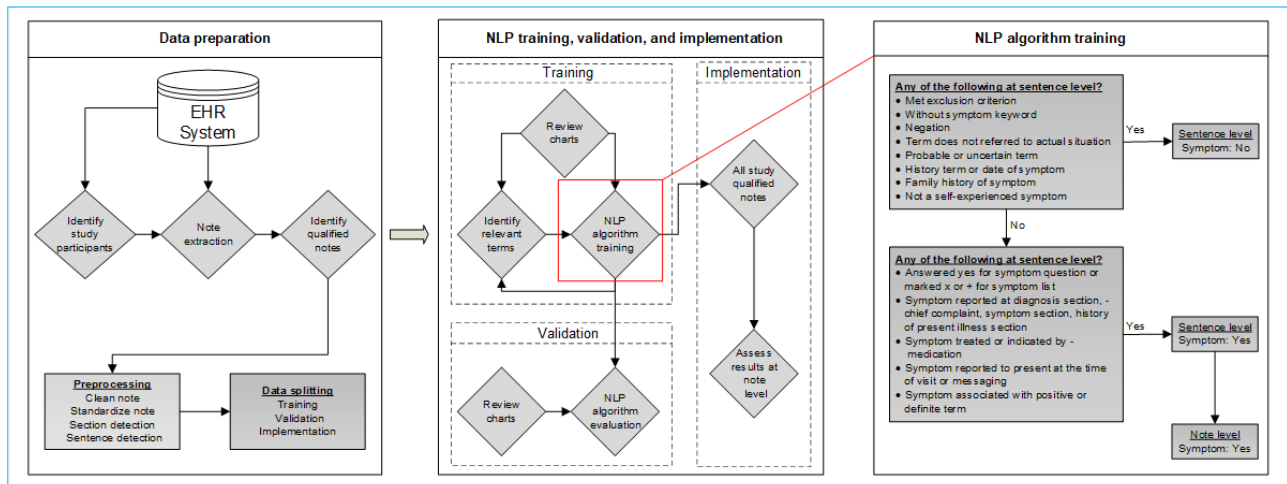 Data preparation
EHR
System
Identify
study
participants
Note
extraction
Identify
qualified
notes
Preprocessing
Clean note
Standardize note
Section detection
Sentence detection
Data splitting
Training
Validation
Implementation
NLP training, validation, and implementation
Training
Review
charts
Identify
relevant
terms
NLP
algorithm
training
Validation
Review
charts
NLP
algorithm
evaluation
Implementation
All study
qualified
notes
Assess
results at
note
level
NLP algorithm training
Any of the following at sentence level?
● Met exclusion criterion
● Without symptom keyword
● Negation
● Term does not referred to actual situation
● Probable or uncertain term
● History term or date of symptom
● Family history of symptom
● Not a self-experienced symptom
Yes
Sentence level
Symptom: No
No
Any of the following at sentence level?
● Answered yes for symptom question or
marked x or + for symptom list
● Symptom reported at diagnosis section, -
chief complaint, symptom section, history
of present illness section
● Symptom treated or indicated by -
medication
● Symptom reported to present at the time
of visit or messaging
● Symptom associated with positive or
definite term
Yes
Sentence level
Symptom: Yes
Note level
Symptom: Yes